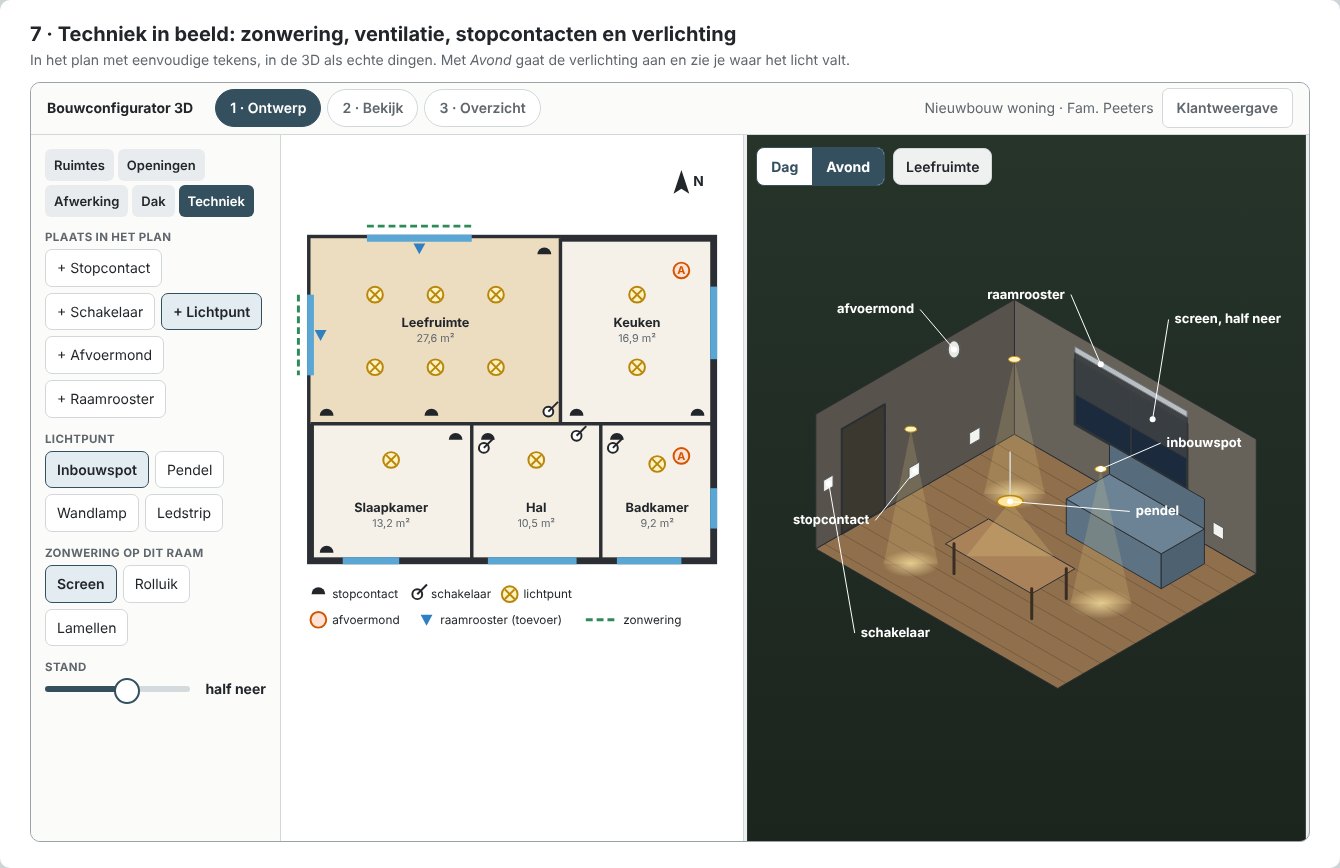 7 · Techniek in beeld: zonwering, ventilatie, stopcontacten en verlichting
In het plan met eenvoudige tekens, in de 3D als echte dingen. Met Avond gaat de verlichting aan en zie je waar het licht valt.
Bouwconfigurator 3D
1 · Ontwerp
2 · Bekijk
3 · Overzicht
Nieuwbouw woning · Fam. Peeters
Klantweergave
Ruimtes
Openingen
Afwerking
Dak
Techniek
PLAATS IN HET PLAN
+ Stopcontact
+ Schakelaar
+ Lichtpunt
+ Afvoermond
+ Raamrooster
LICHTPUNT
Inbouwspot
Pendel
Wandlamp
Ledstrip
ZONWERING OP DIT RAAM
Screen
Rolluik
Lamellen
STAND
half neer
N
A
Leefruimte
27,6 m²
Keuken
16,9 m²
A
Slaapkamer
13,2 m²
Hal
10,5 m²
Badkamer
9,2 m²
stopcontact
schakelaar
lichtpunt
afvoermond
raamrooster (toevoer)
zonwering
Dag
Avond
Leefruimte
raamrooster
afvoermond
screen, half neer
inbouwspot
pendel
stopcontact
schakelaar